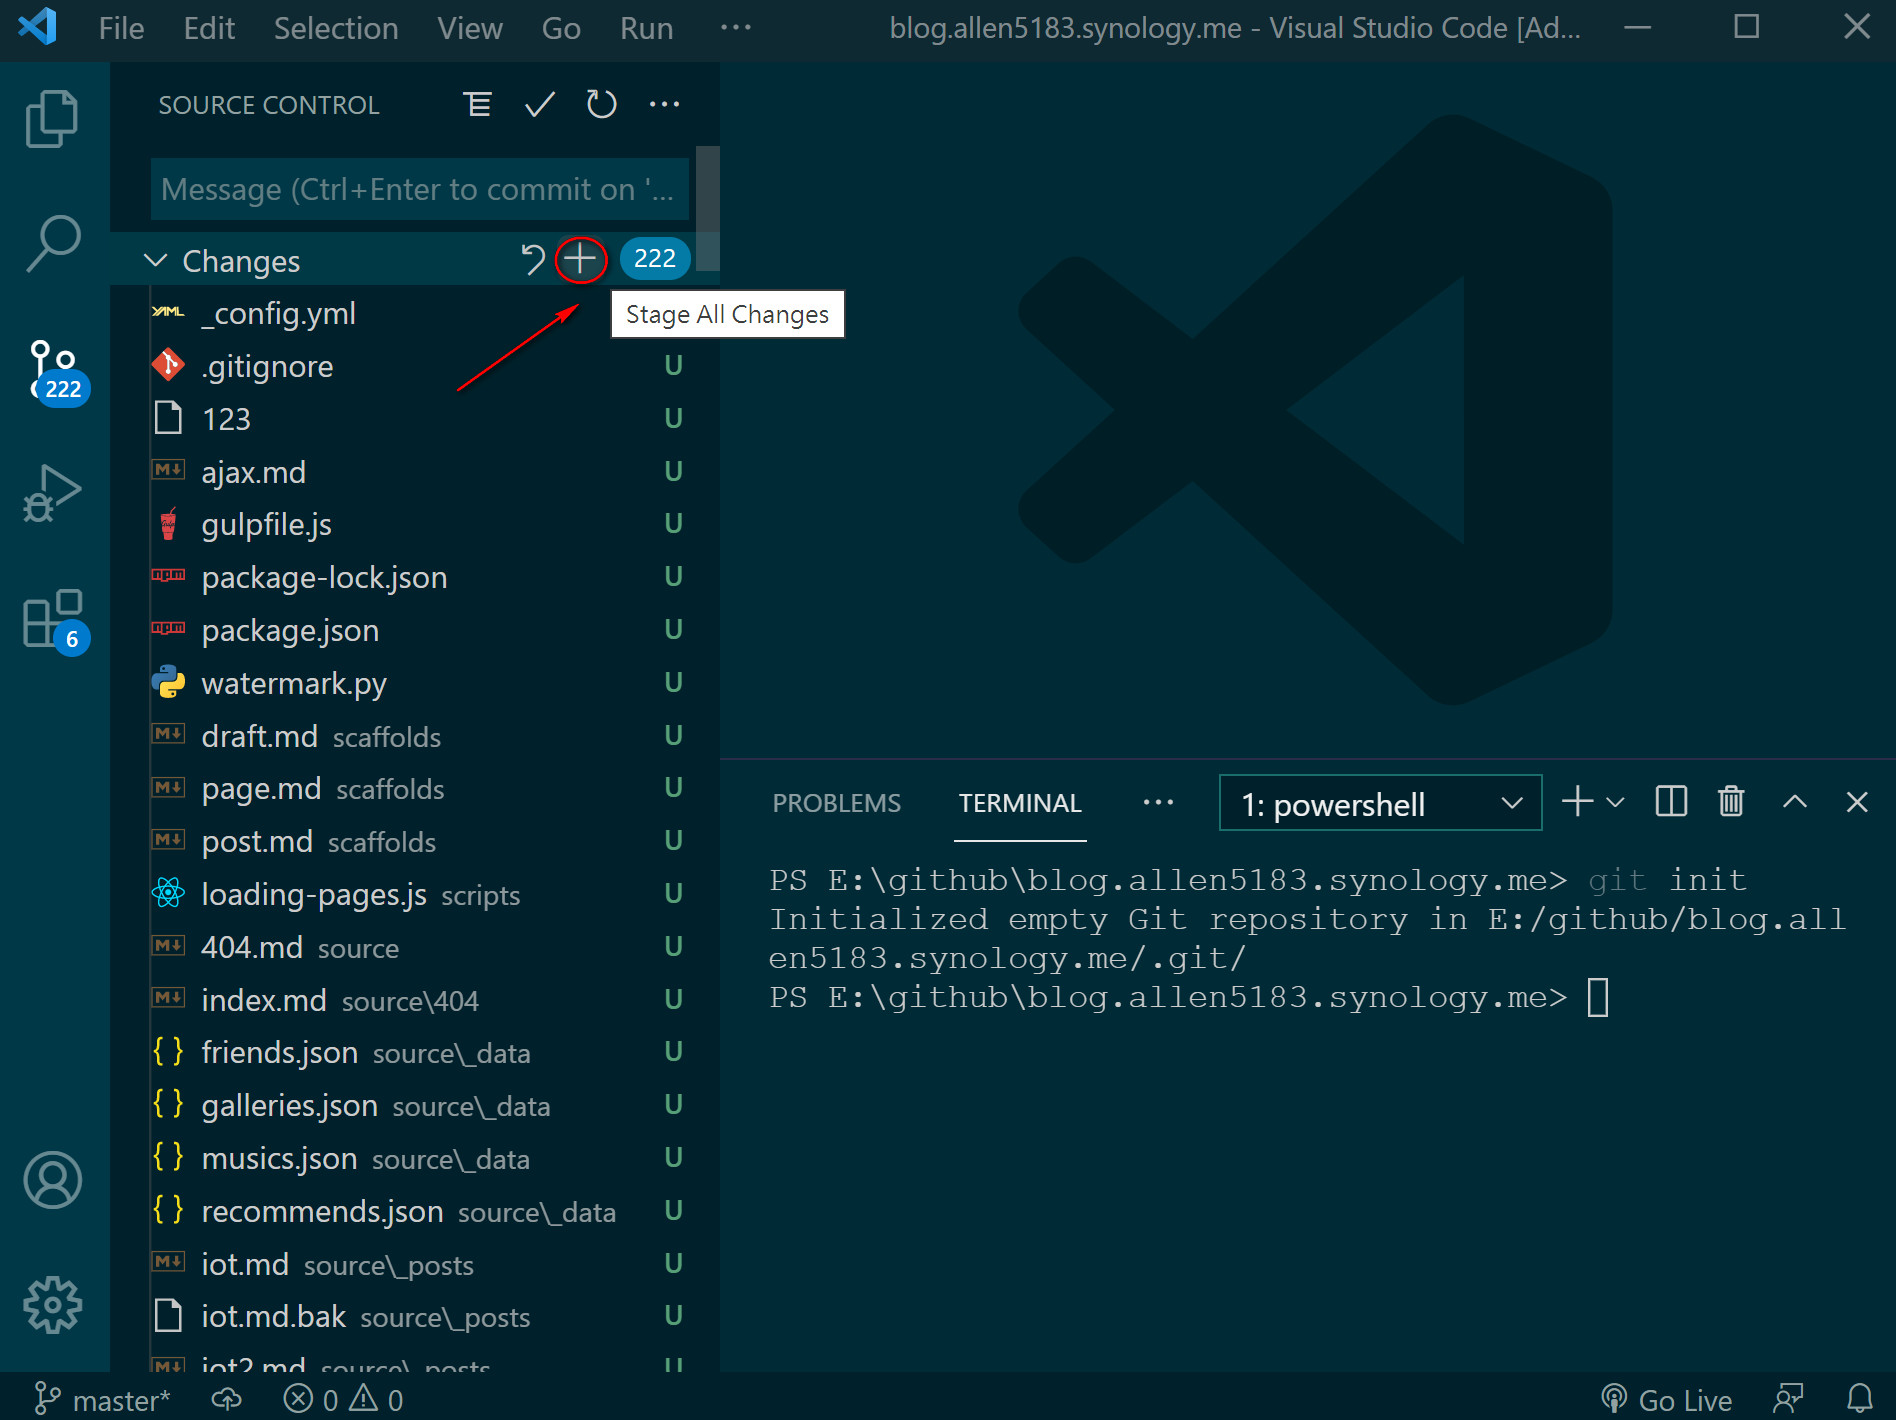 File Edit Selection View Go Run ··· blog.allen5183.synology.me - Visual Studio Code [Ad...
SOURCE CONTROL
Message (Ctrl+Enter to commit on '...
Changes 222
Stage All Changes
_config.yml
.gitignore U
222
123 U
ajax.md U
gulpfile.js U
package-lock.json U
package.json U
6
watermark.py U
draft.md scaffolds U
page.md scaffolds U
post.md scaffolds U
loading-pages.js scripts U
404.md source U
index.md source\404 U
friends.json source\_data U
galleries.json source\_data U
musics.json source\_data U
recommends.json source\_data U
iot.md source\_posts U
iot.md.bak source\_posts U
iot2.md source\_posts U
PROBLEMS TERMINAL ··· 1: powershell
PS E:\github\blog.allen5183.synology.me> git init
Initialized empty Git repository in E:/github/blog.all
en5183.synology.me/.git/
PS E:\github\blog.allen5183.synology.me>
master* 0 0 Go Live